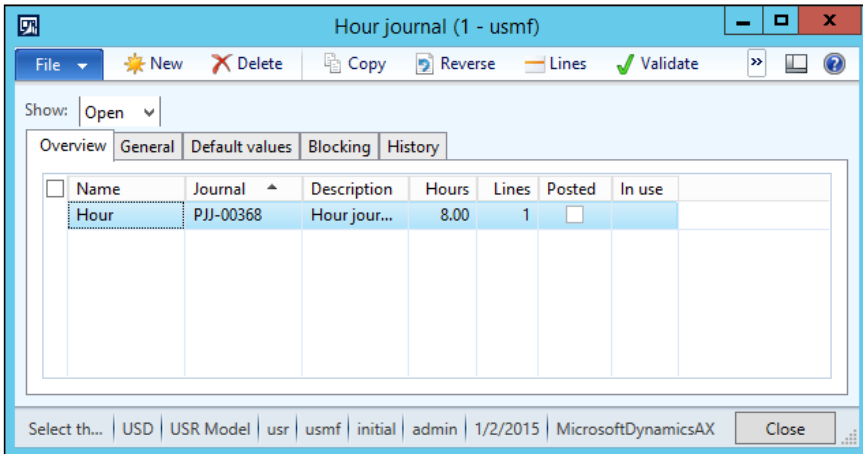 Hour journal (1 - usmf)
File New Delete Copy Reverse Lines Validate »
Show: Open
Overview General Default values Blocking History
Name Journal Description Hours Lines Posted In use
Hour PJJ-00368 Hour jour... 8.00 1
Select th... USD USR Model usr usmf initial admin 1/2/2015 MicrosoftDynamicsAX Close